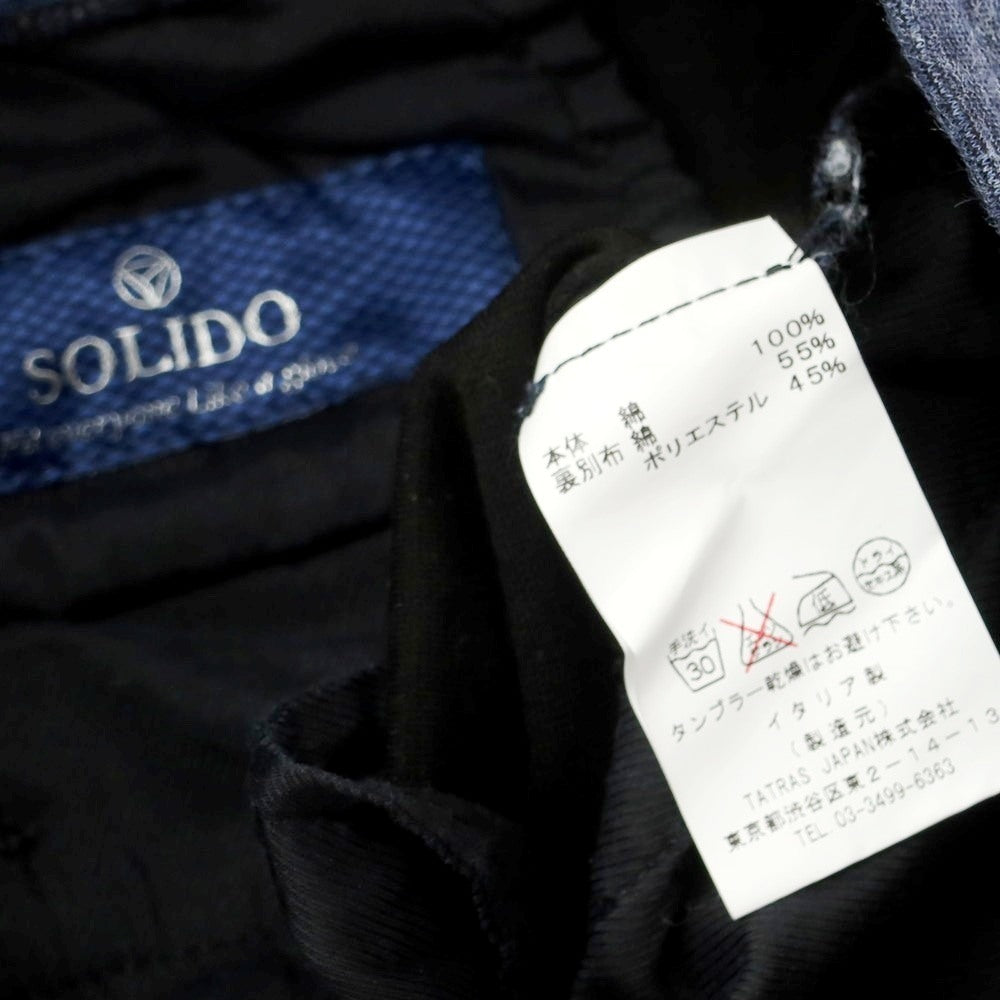 SOLIDO
everyone Like a
100%
本体 綿 55%
裏別布 綿 45%
ポリエステル
手洗イ
30
低
ドライ
セキユ系
タンブラー乾燥はお避け下さい。
イタリア製
(製造元)
TATRAS JAPAN株式会社
東京都渋谷区東2-14-13
TEL 03-3499-6363